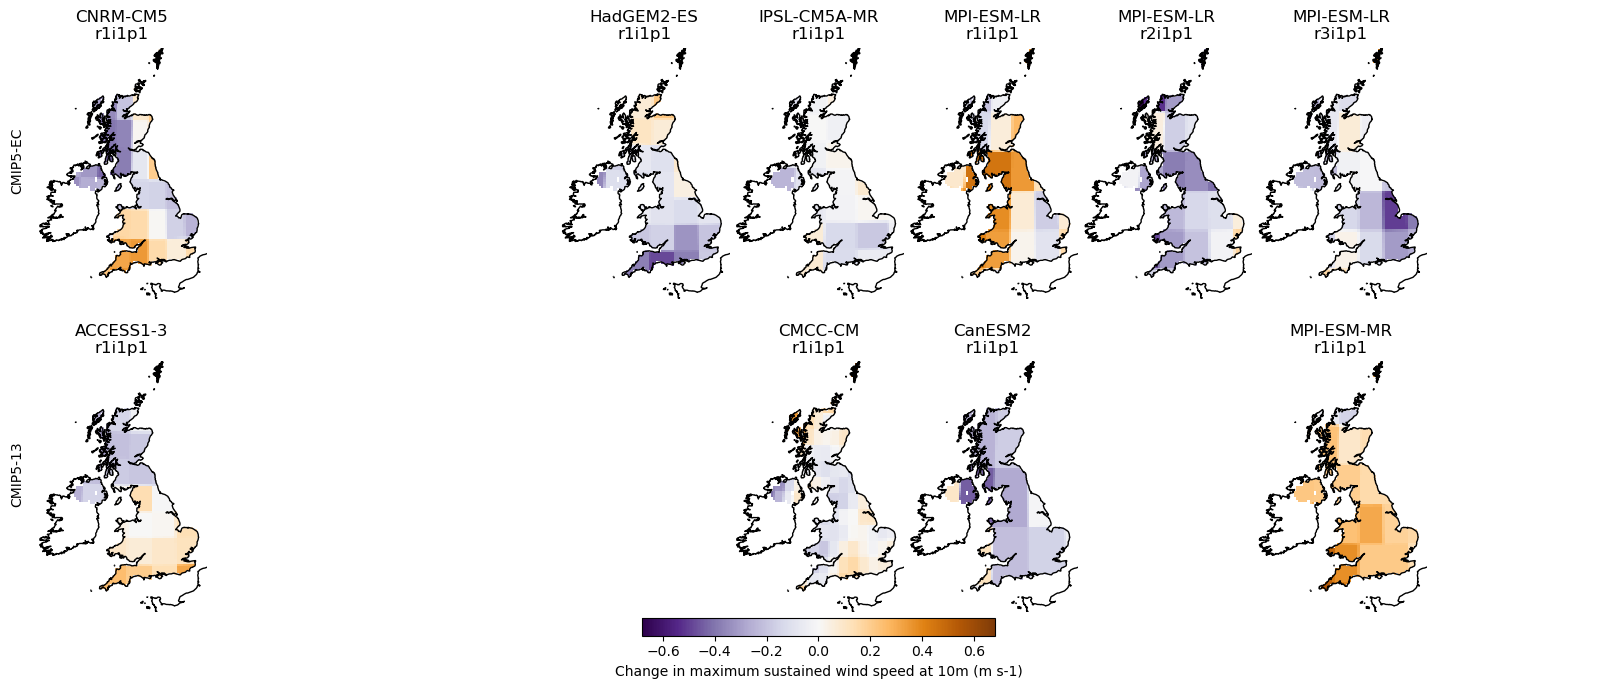 CNRM-CM5
r1i1p1
HadGEM2-ES
r1i1p1
IPSL-CM5A-MR
r1i1p1
MPI-ESM-LR
r1i1p1
MPI-ESM-LR
r2i1p1
MPI-ESM-LR
r3i1p1
CMIP5-EC
ACCESS1-3
r1i1p1
CMCC-CM
r1i1p1
CanESM2
r1i1p1
MPI-ESM-MR
r1i1p1
CMIP5-13
−0.6 −0.4 −0.2 0.0 0.2 0.4 0.6
Change in maximum sustained wind speed at 10m (m s-1)